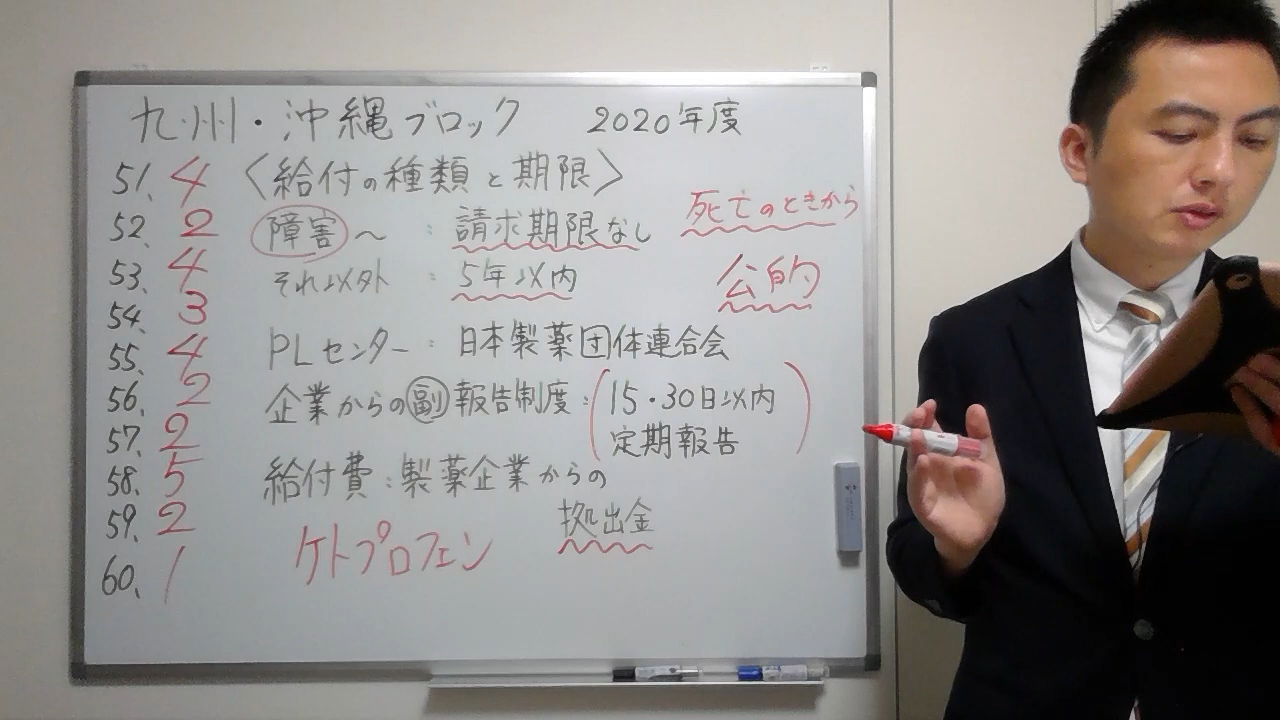 九州・沖縄ブロック 2020年度
51、4 〈給付の種類と期限〉
52、2 障害～ : 請求期限なし 死亡のときから
53、4 それ以外 : 5年以内 公的
54、3
55、4 PLセンター : 日本製薬団体連合会
56、2 企業からの副報告制度 : (15・30日以内
57、2 定期報告)
58、5 給付費 : 製薬企業からの
59、2 拠出金
60、1 ケトプロフェン